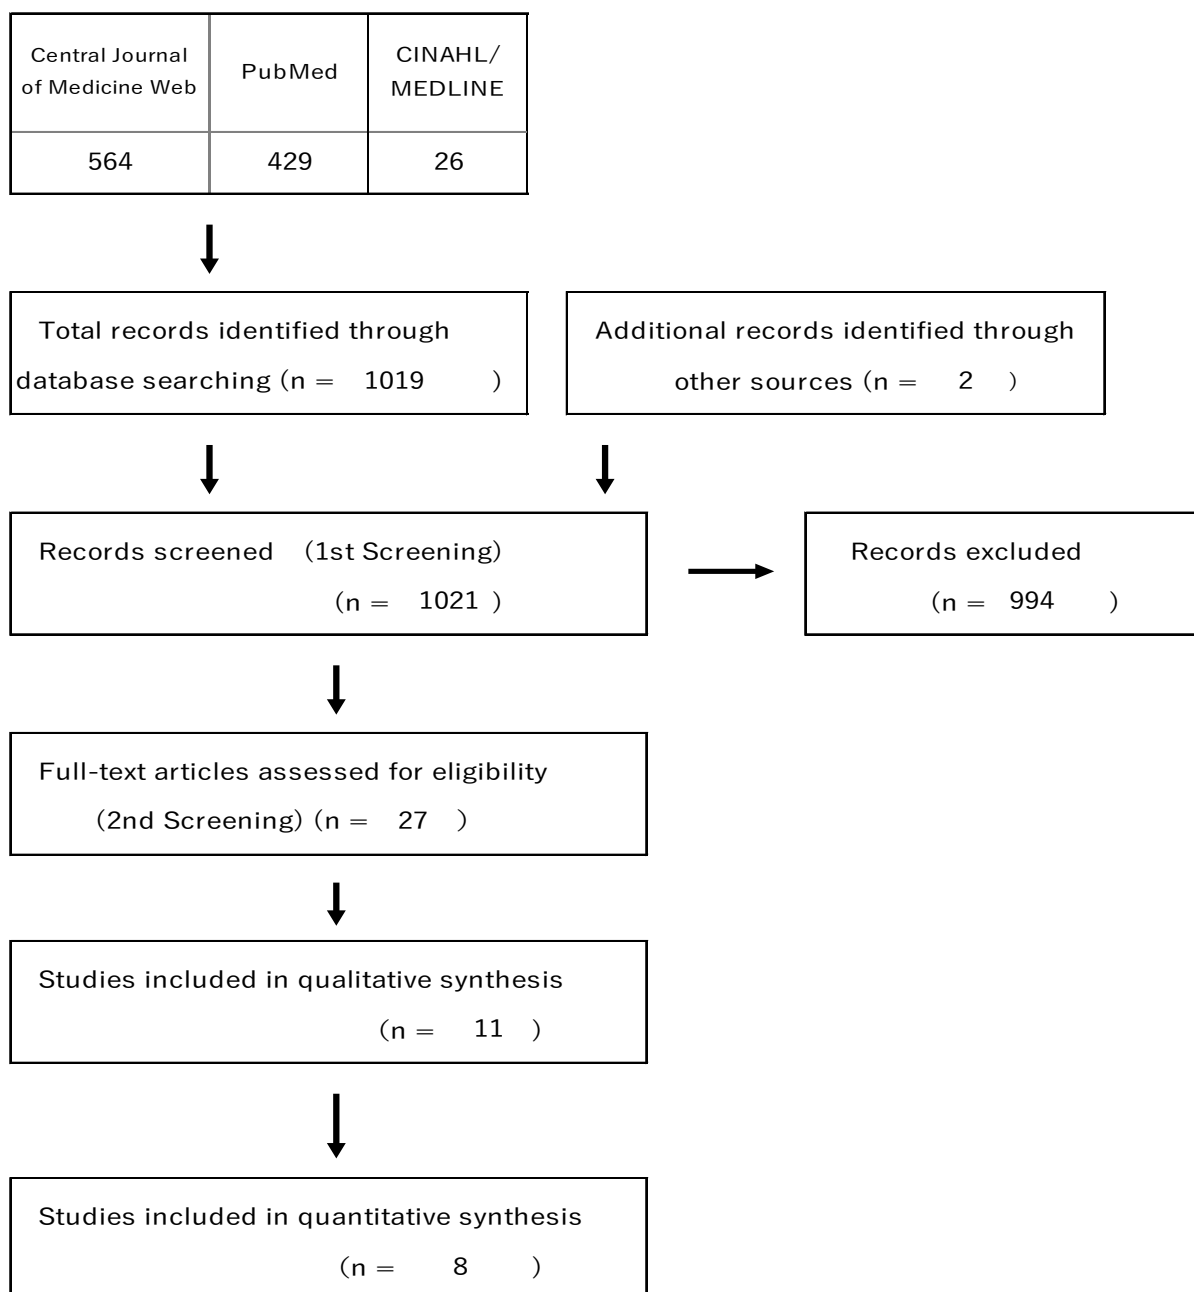 Central Journal
of Medicine Web
PubMed
CINAHL/
MEDLINE
564
429
26
Total records identified through
database searching (n = 1019 )
Additional records identified through
other sources (n = 2 )
Records screened (1st Screening)
(n = 1021 )
Records excluded
(n = 994 )
Full-text articles assessed for eligibility
(2nd Screening) (n = 27 )
Studies included in qualitative synthesis
(n = 11 )
Studies included in quantitative synthesis
(n = 8 )